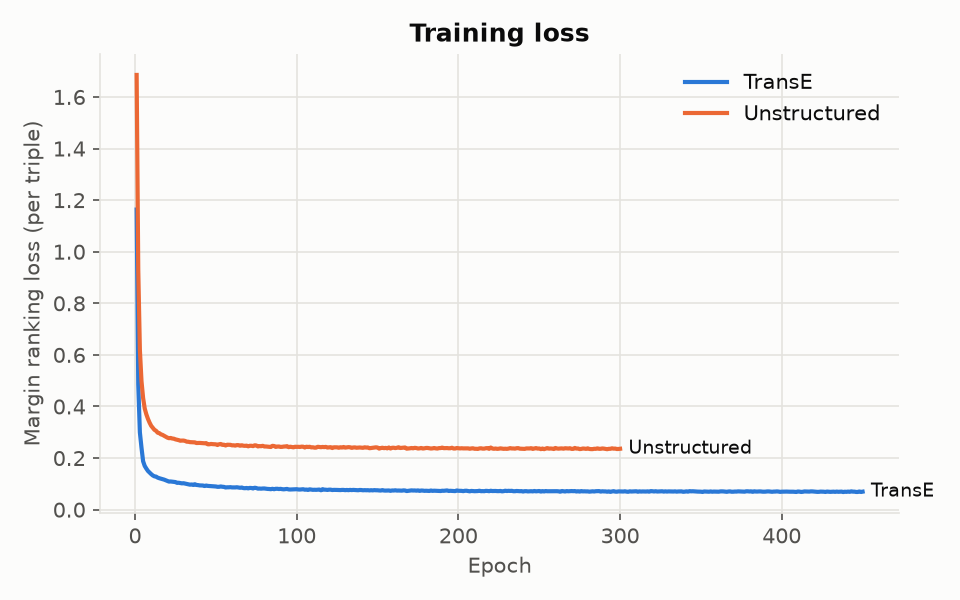 Training loss
TransE
Unstructured
Margin ranking loss (per triple)
1.6
1.4
1.2
1.0
0.8
0.6
0.4
0.2
0.0
Unstructured
TransE
0 100 200 300 400
Epoch